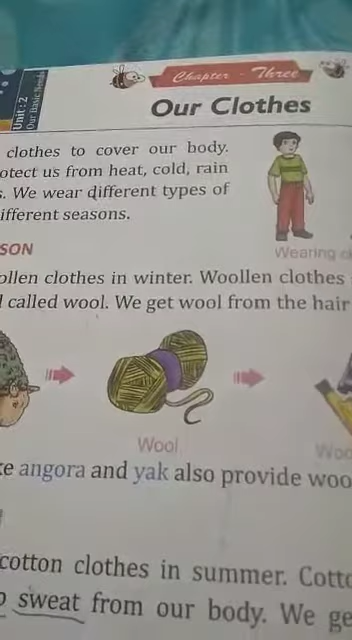 Unit : 2
Our Basic Needs
Chapter - Three
Our Clothes
clothes to cover our body.
otect us from heat, cold, rain
s. We wear different types of
ifferent seasons.
Wearing cl
SON
ollen clothes in winter. Woollen clothes
l called wool. We get wool from the hair
Wool
Woo
ke angora and yak also provide woo
cotton clothes in summer. Cotto
p sweat from our body. We ge